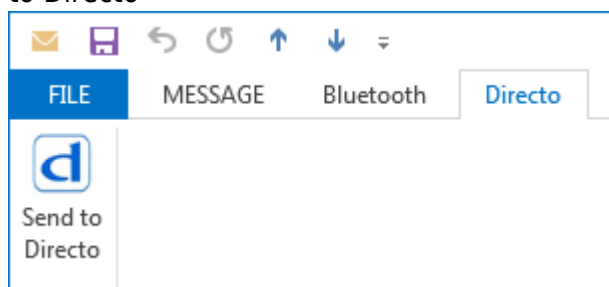 to Directo
FILE MESSAGE Bluetooth Directo
d
Send to
Directo